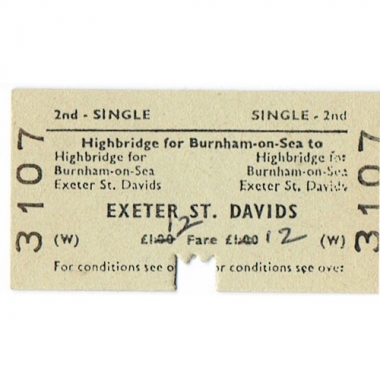 2nd - SINGLE SINGLE - 2nd
Highbridge for Burnham-on-Sea to
Highbridge for Highbridge for
Burnham-on-Sea Burnham-on-Sea
Exeter St. Davids Exeter St. Davids
EXETER ST. DAVIDS
12
(W) £1.00 Fare £1.00 12 (W)
For conditions see o or conditions see over
3107
3107